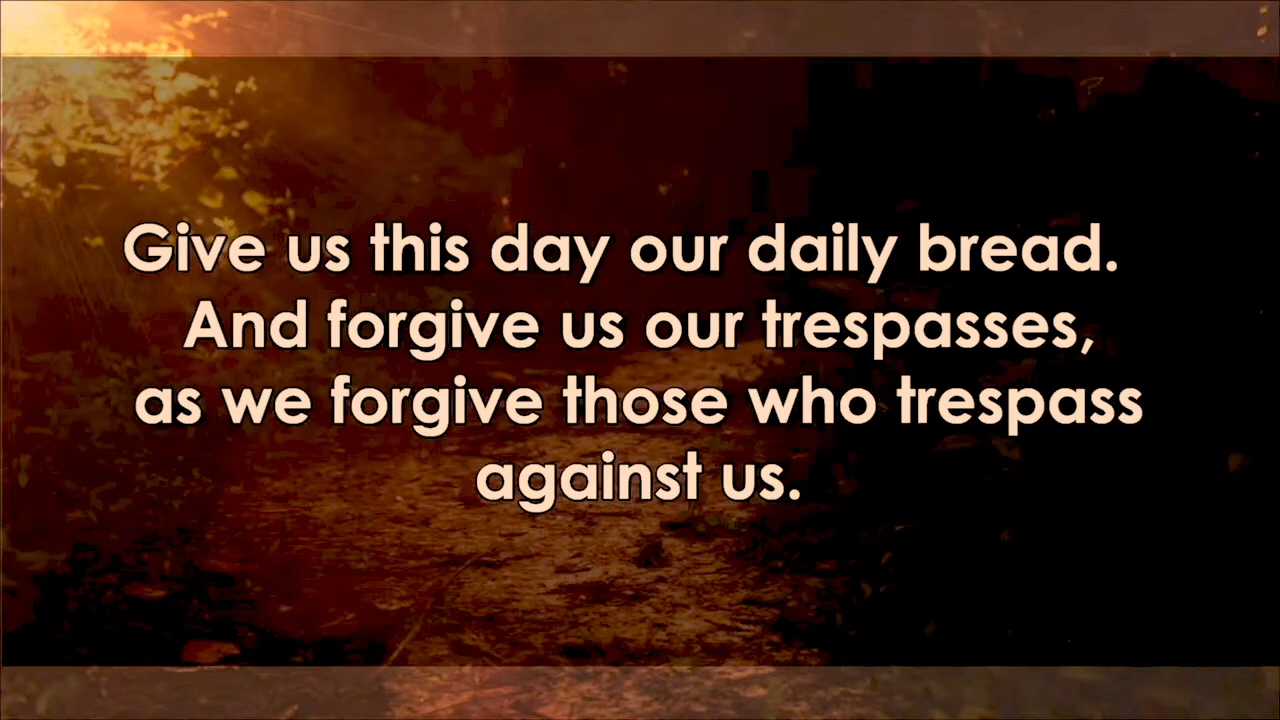 Give us this day our daily bread.
And forgive us our trespasses,
as we forgive those who trespass
against us.